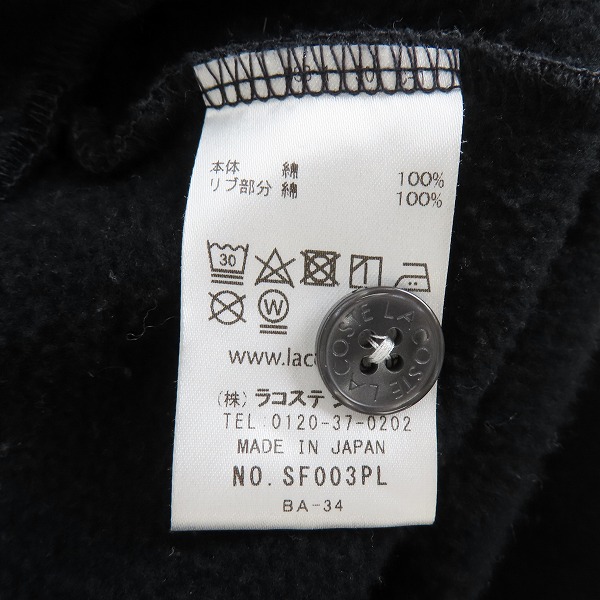 本体 綿 100%
リブ部分 綿 100%
30
W
www.lac
(株) ラコステ
TEL: 0120-37-0202
MADE IN JAPAN
NO. SF003PL
BA-34
LACOSTE LACOSTE